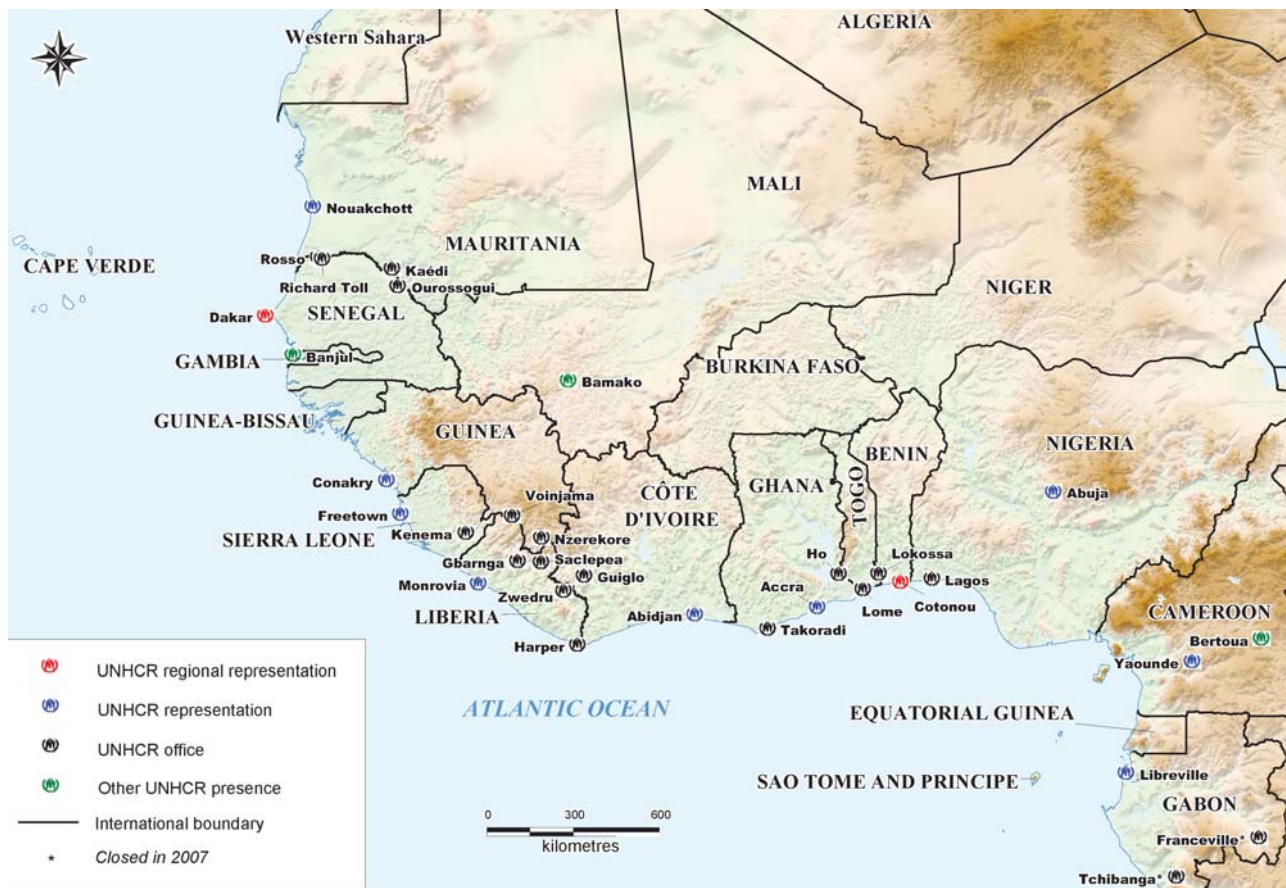 Western Sahara
ALGERIA
MALI
Nouakchott
MAURITANIA
CAPE VERDE
Rosso
Kaédi
Richard Toll
Ourossogui
NIGER
Dakar
SENEGAL
GAMBIA
Banjul
BURKINA FASO
Bamako
GUINEA-BISSAU
GUINEA
NIGERIA
BENIN
Conakry
Voinjama
CÔTE
D'IVOIRE
GHANA
TOGO
Abuja
Freetown
SIERRA LEONE
Kenema
Nzerekore
Gbarnga
Saclepea
Ho
Lokossa
Monrovia
Guiglo
Lagos
Zwedru
Accra
LIBERIA
Abidjan
Lome
Cotonou
CAMEROON
Harper
Takoradi
Bertoua
Yaounde
ATLANTIC OCEAN
EQUATORIAL GUINEA
SAO TOME AND PRINCIPE
Libreville
GABON
Franceville*
Tchibanga*
UNHCR regional representation
UNHCR representation
UNHCR office
Other UNHCR presence
International boundary
* Closed in 2007
0 300 600
kilometres